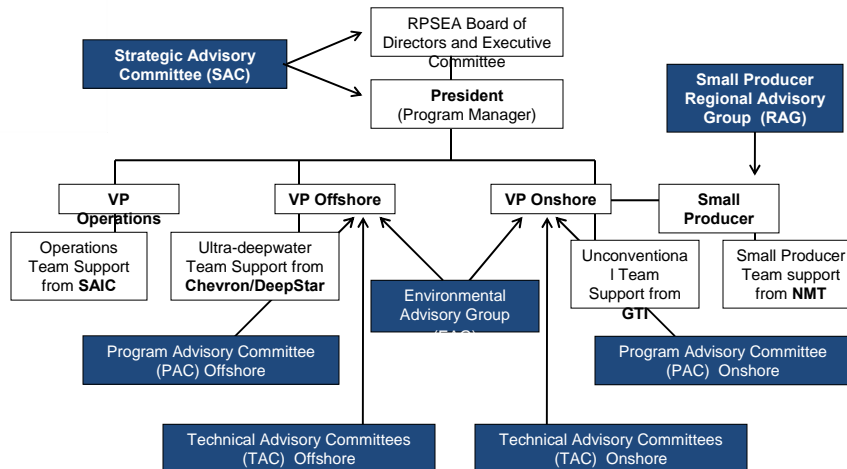 RPSEA Board of
Directors and Executive
Committee
Strategic Advisory
Committee (SAC)
President
(Program Manager)
Small Producer
Regional Advisory
Group (RAG)
VP
Operations
VP Offshore
VP Onshore
Small
Producer
Operations
Team Support
from SAIC
Ultra-deepwater
Team Support from
Chevron/DeepStar
Environmental
Advisory Group
(EAG)
Unconventiona
l Team
Support from
GTI
Small Producer
Team support
from NMT
Program Advisory Committee
(PAC) Offshore
Program Advisory Committee
(PAC) Onshore
Technical Advisory Committees
(TAC) Offshore
Technical Advisory Committees
(TAC) Onshore